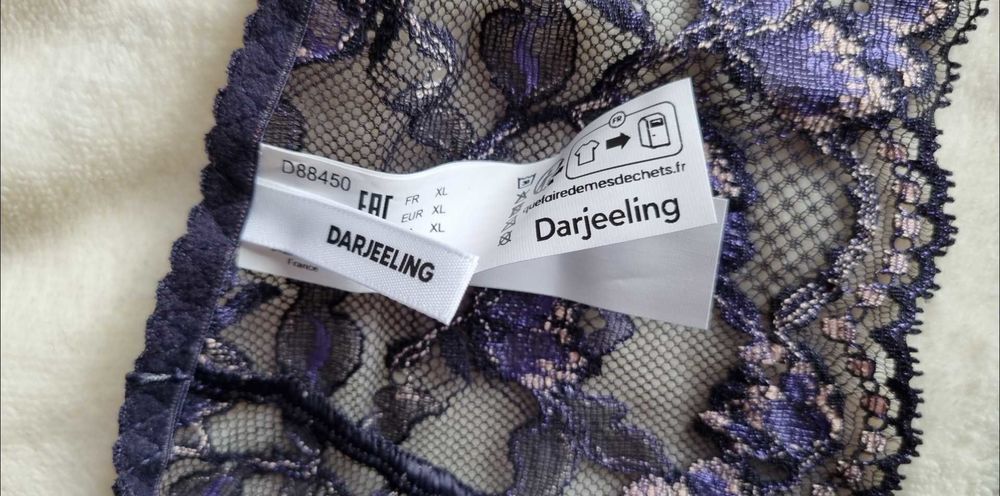 D88450
EAC
FR XL
EUR XL
XL
DARJEELING
France
FR
quefairedemesdechets.fr
Darjeeling